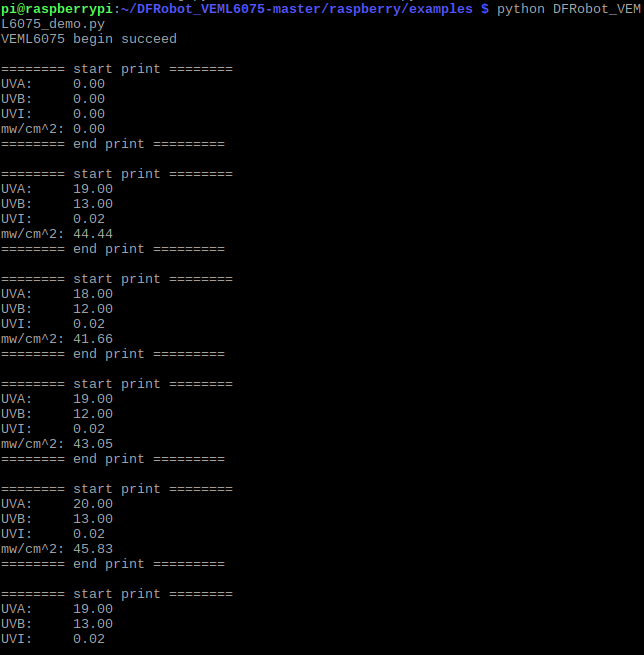 pi@raspberrypi:~/DFRobot_VEML6075-master/raspberry/examples $ python DFRobot_VEM
L6075_demo.py
VEML6075 begin succeed
======== start print ========
UVA:     0.00
UVB:     0.00
UVI:     0.00
mw/cm^2: 0.00
======== end print =========
======== start print ========
UVA:     19.00
UVB:     13.00
UVI:     0.02
mw/cm^2: 44.44
======== end print =========
======== start print ========
UVA:     18.00
UVB:     12.00
UVI:     0.02
mw/cm^2: 41.66
======== end print =========
======== start print ========
UVA:     19.00
UVB:     12.00
UVI:     0.02
mw/cm^2: 43.05
======== end print =========
======== start print ========
UVA:     20.00
UVB:     13.00
UVI:     0.02
mw/cm^2: 45.83
======== end print =========
======== start print ========
UVA:     19.00
UVB:     13.00
UVI:     0.02